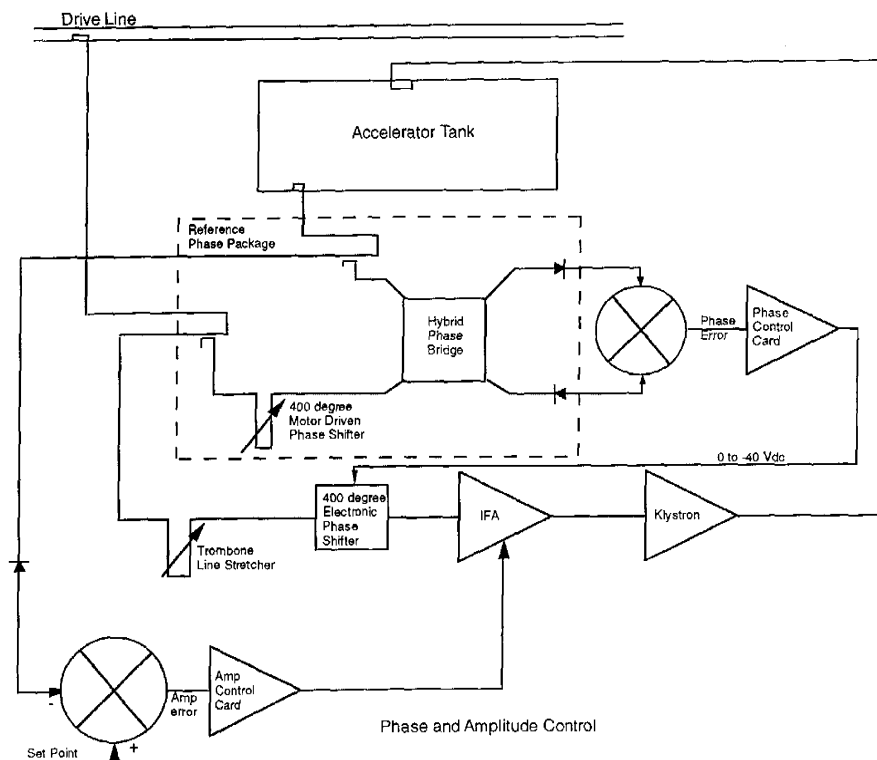 Drive Line
Accelerator Tank
Reference
Phase Package
Hybrid
Phase
Bridge
Phase
Error
Phase
Control
Card
400 degree
Motor Driven
Phase Shifter
0 to -40 Vdc
400 degree
Electronic
Phase
Shifter
IFA
Klystron
Trombone
Line Stretcher
Amp
error
Amp
Control
Card
-
+
Set Point
Phase and Amplitude Control